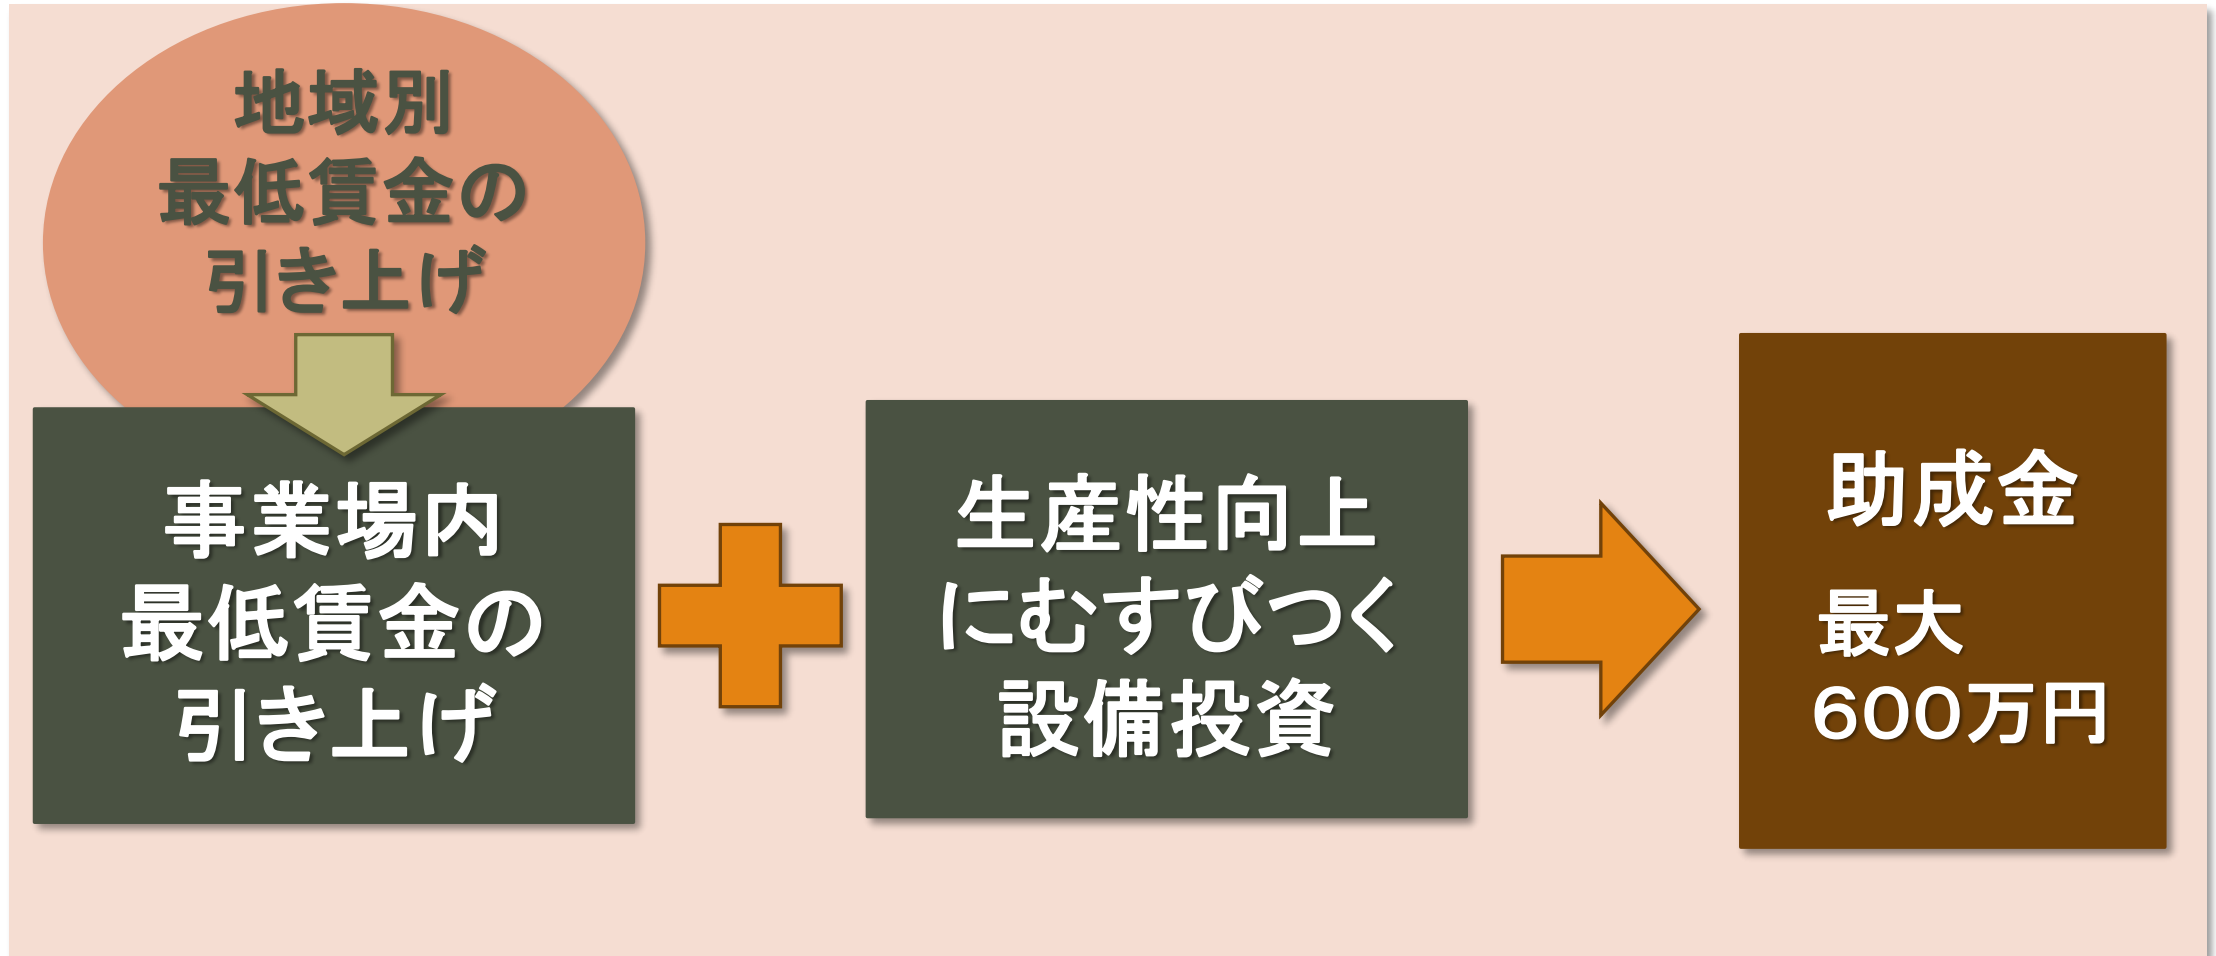 地域別
最低賃金の
引き上げ
事業場内
最低賃金の
引き上げ
生産性向上
にむすびつく
設備投資
助成金
最大
600万円